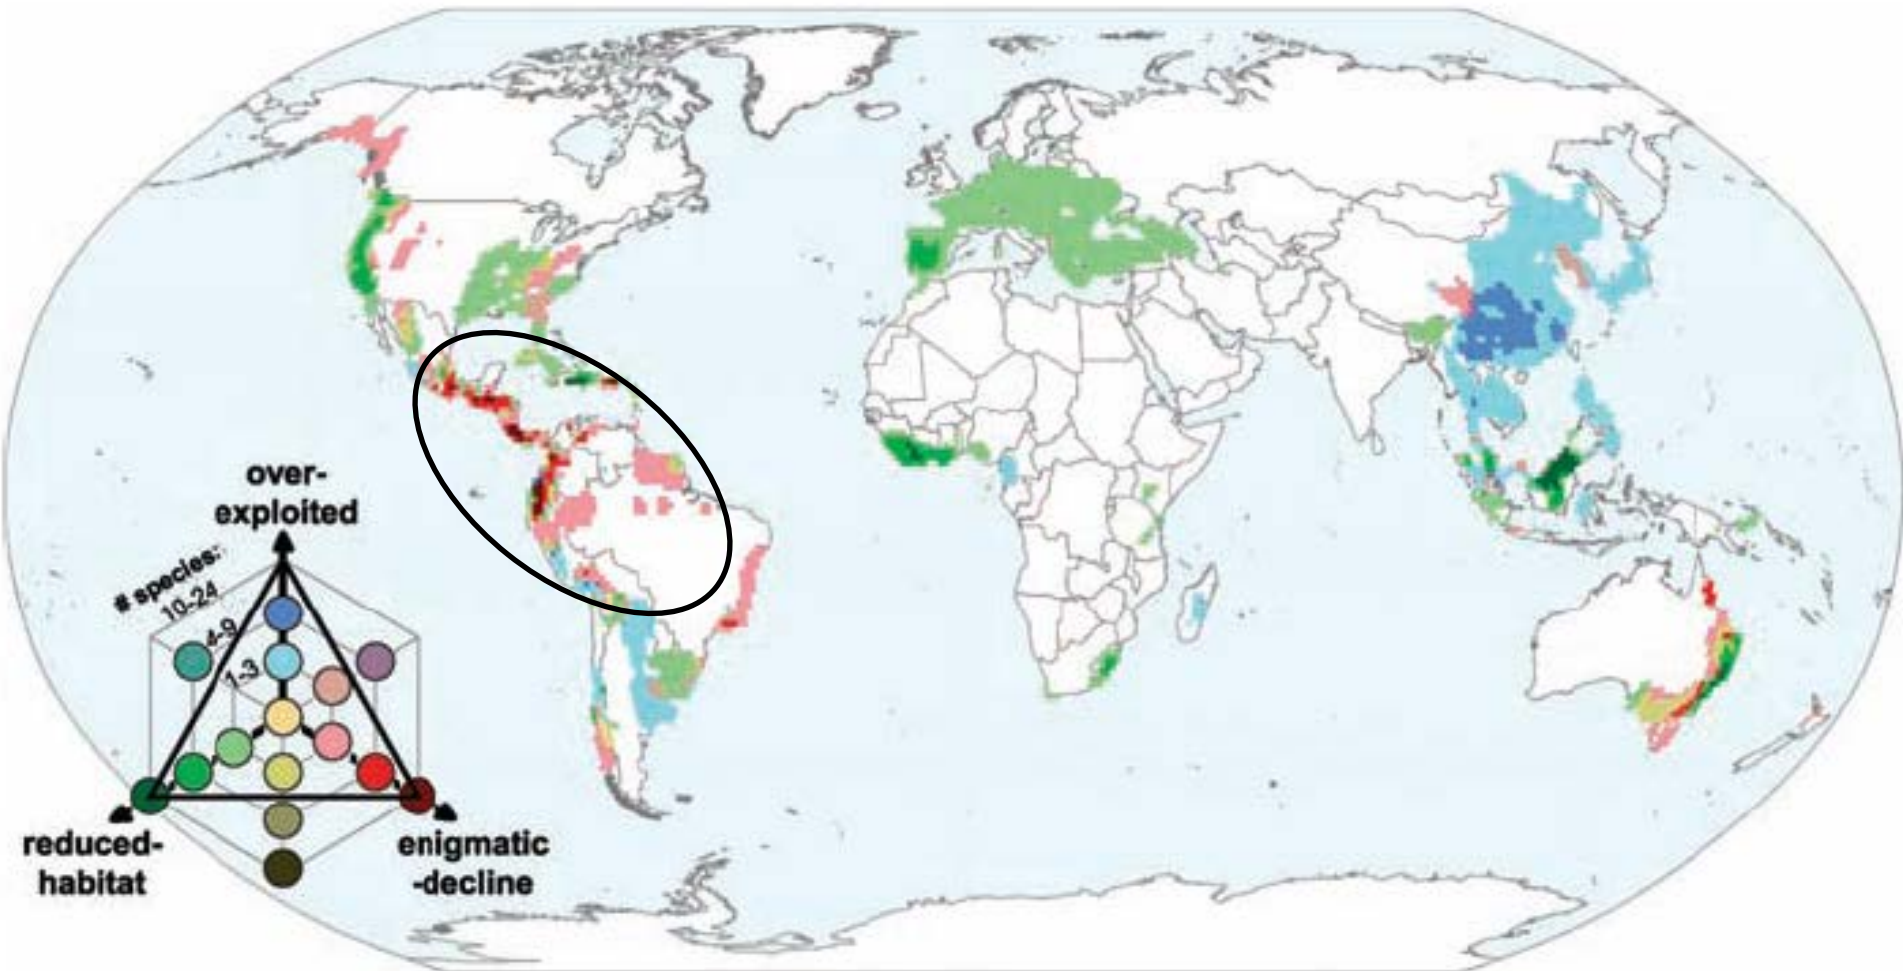 over-
exploited
# species:
10-24
4-9
1-3
reduced-
habitat
enigmatic
-decline